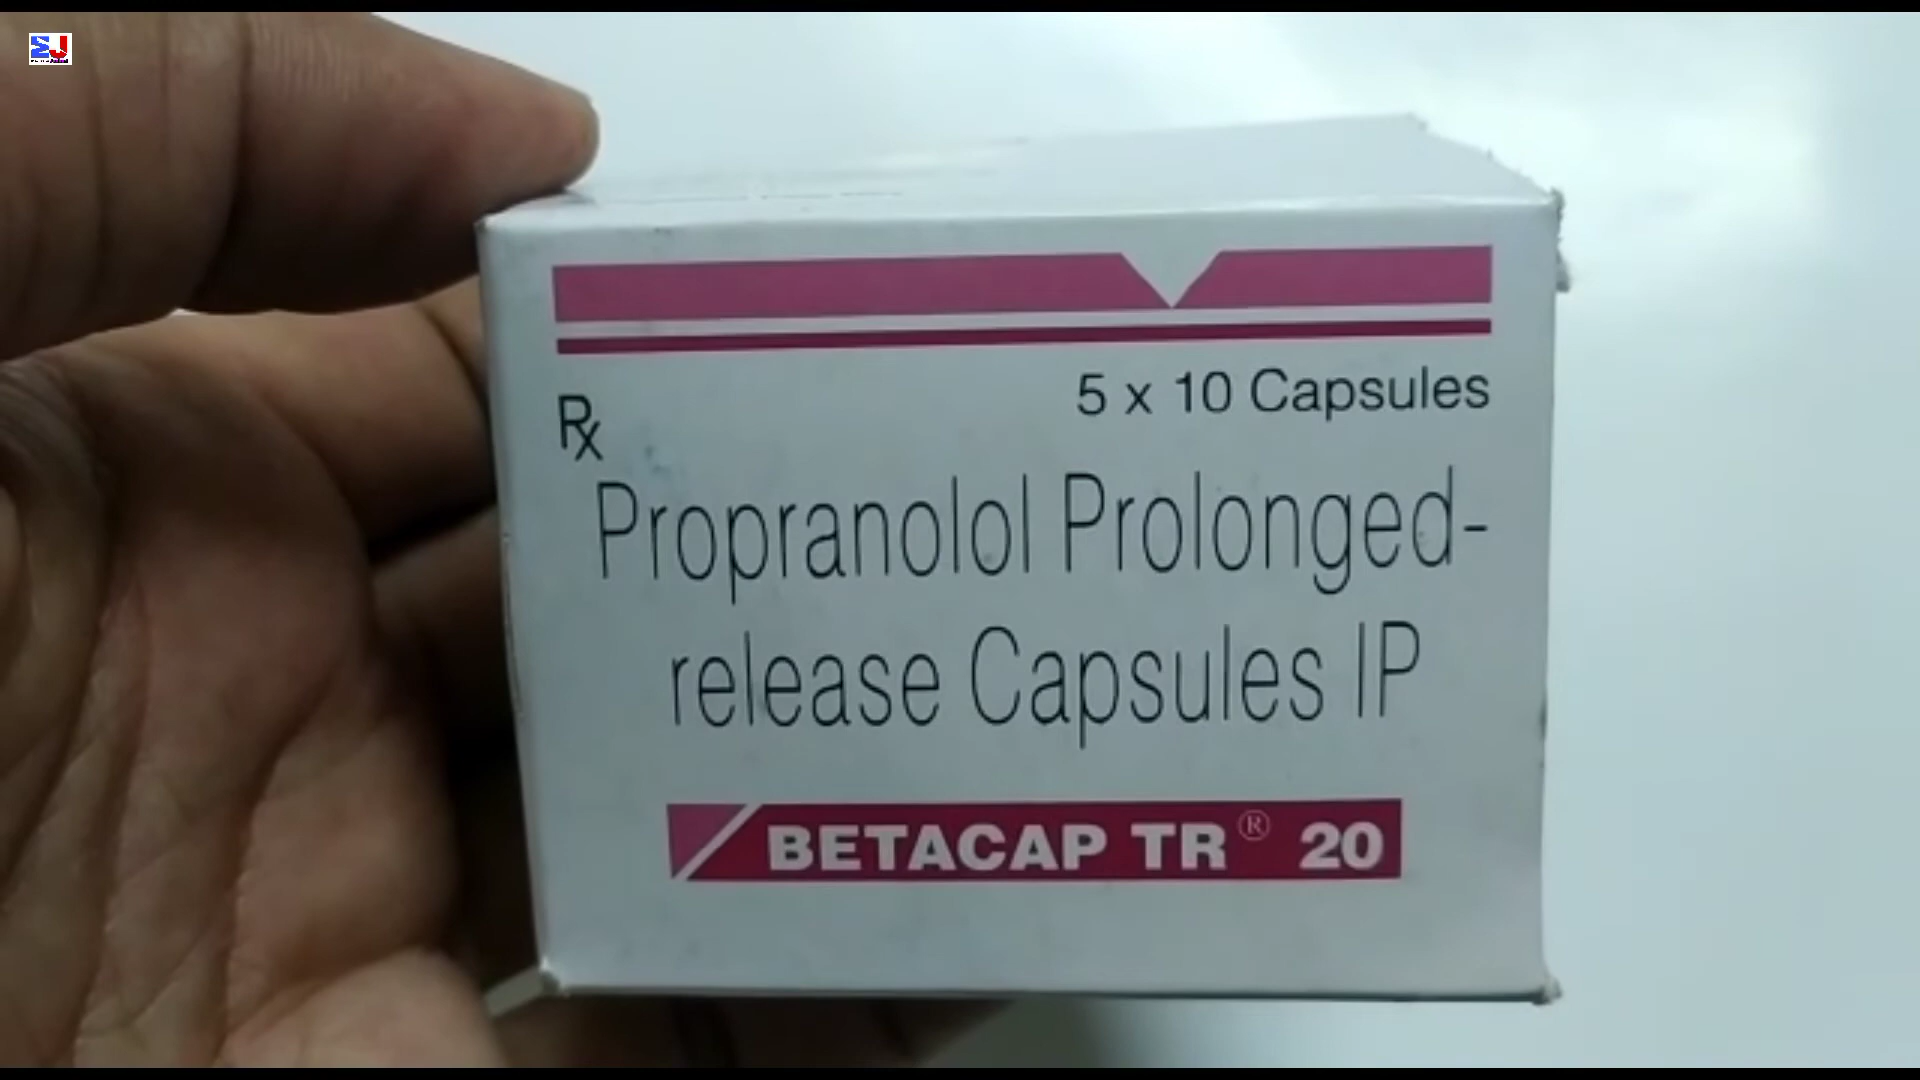 5 x 10 Capsules
Rx
Propranolol Prolonged-
release Capsules IP
BETACAP TR® 20